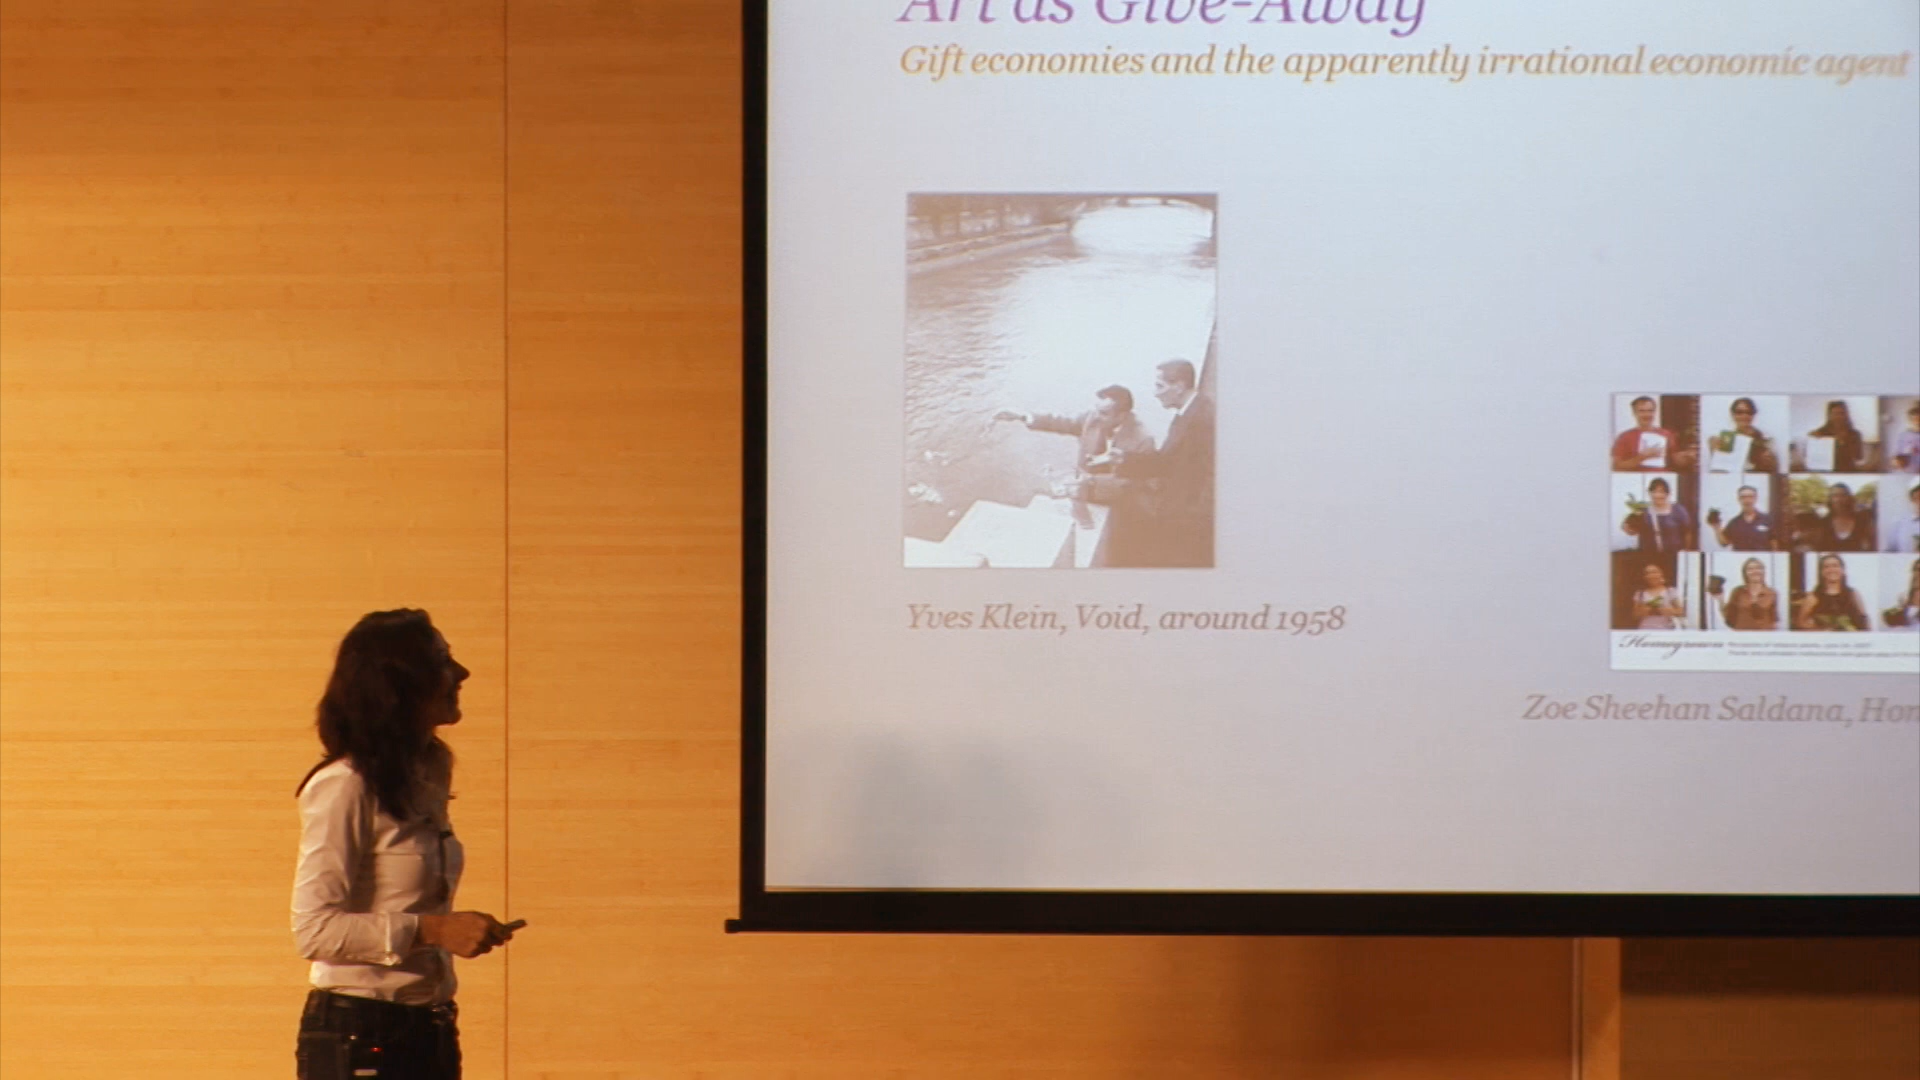 Art as Give-Away
Gift economies and the apparently irrational economic agent
Yves Klein, Void, around 1958
Zoe Sheehan Saldana, Hom